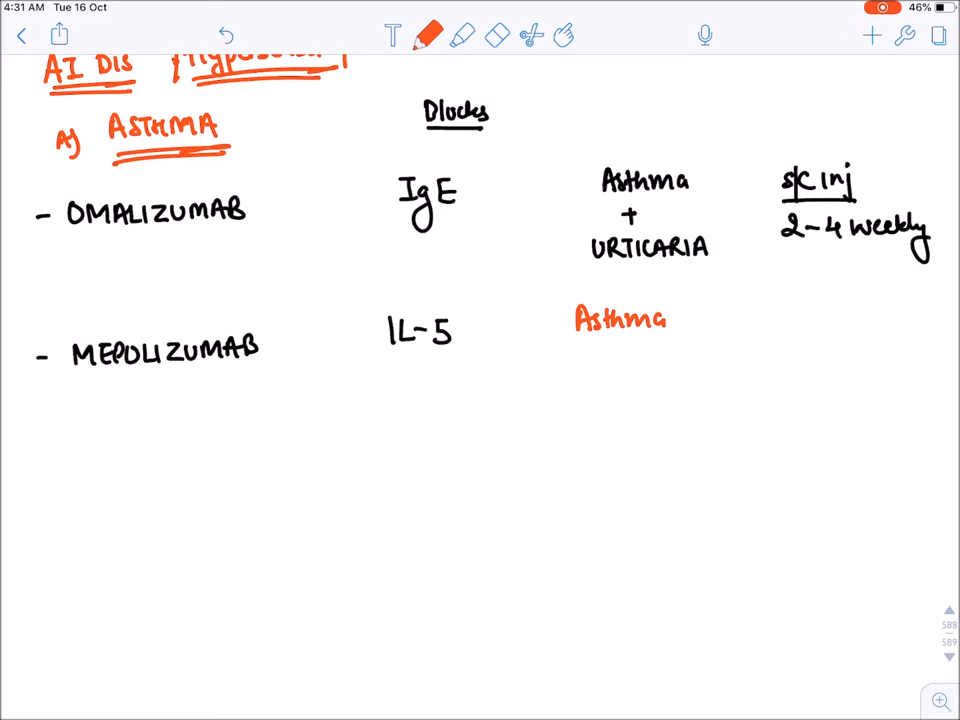 4:31 AM Tue 16 Oct
46%
T
AI Dis
A) ASTHMA
Blocks
- OMALIZUMAB
IgE
Asthma
+
URTICARIA
s/c inj
2-4 weekly
- MEPOLIZUMAB
IL-5
Asthma
588
589